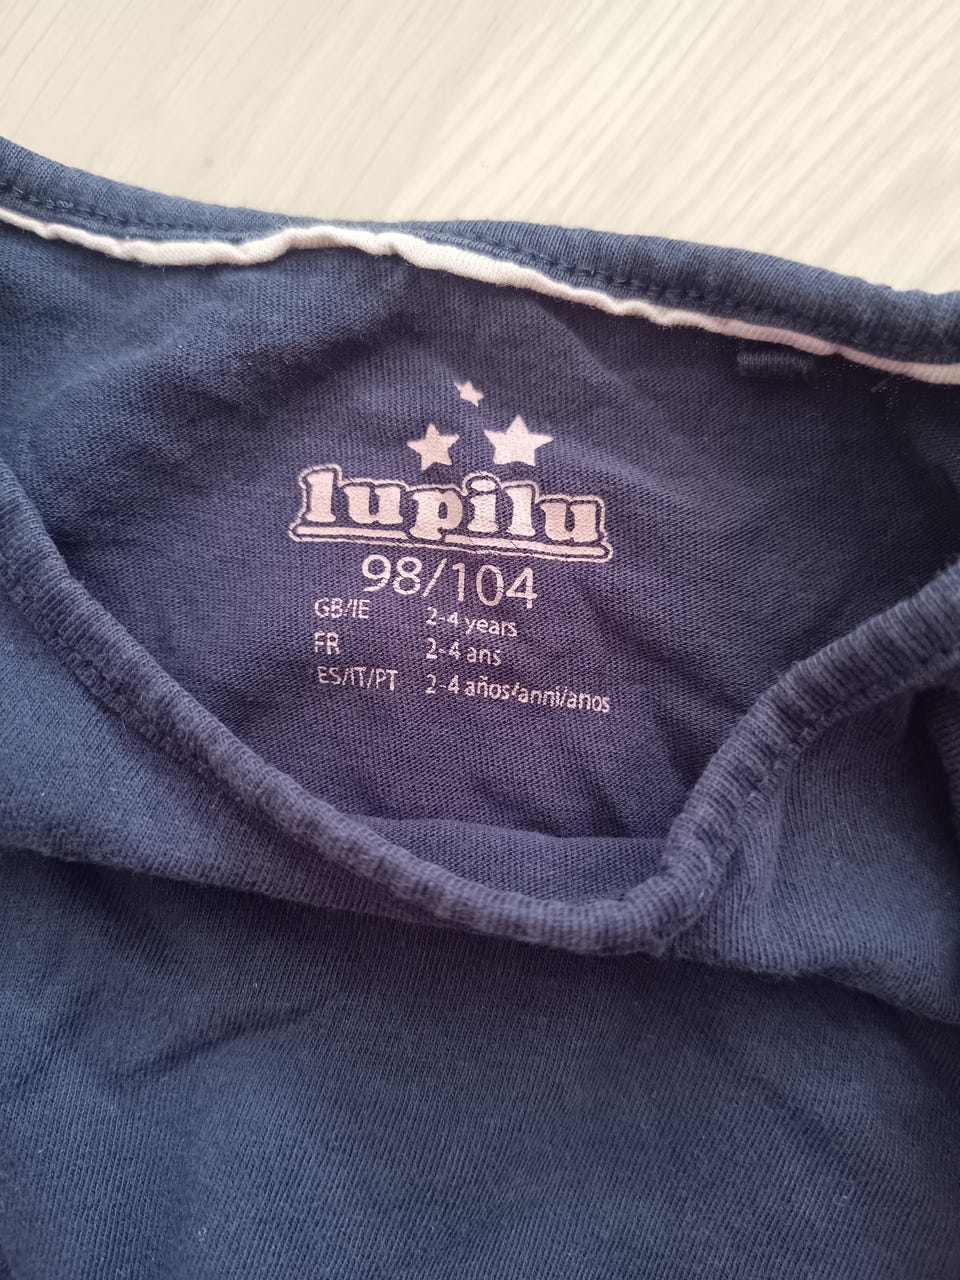 lupilu
98/104
GB/IE 2-4 years
FR 2-4 ans
ES/IT/PT 2-4 años/anni/anos